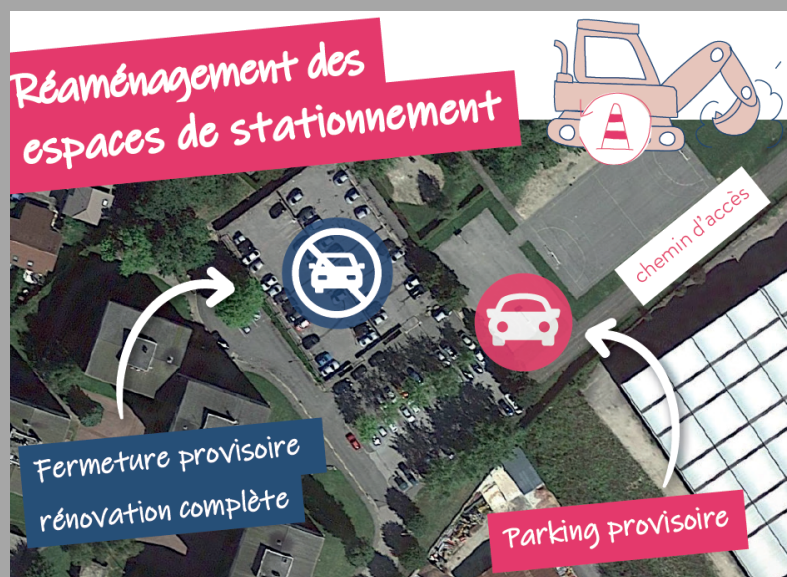 Réaménagement des
espaces de stationnement
chemin d'accès
Fermeture provisoire
rénovation complète
Parking provisoire